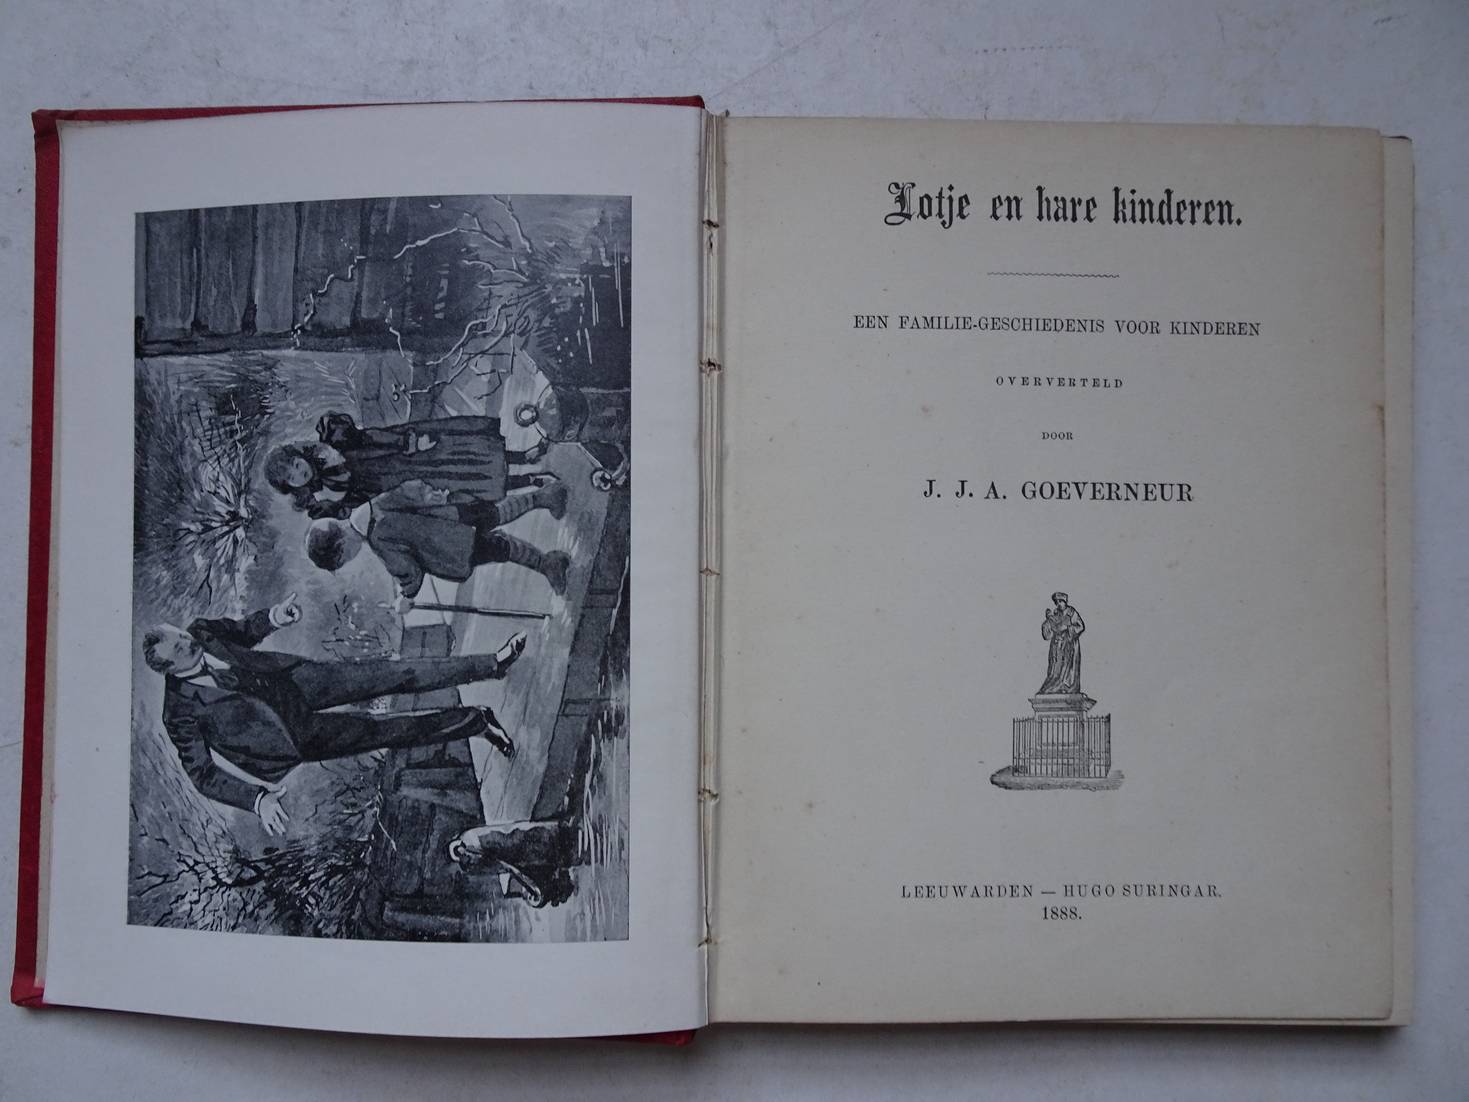 Lotje en hare kinderen.
EEN FAMILIE-GESCHIEDENIS VOOR KINDEREN
OVERVERTELD
DOOR
J. J. A. GOEVERNEUR
LEEUWARDEN — HUGO SURINGAR.
1888.